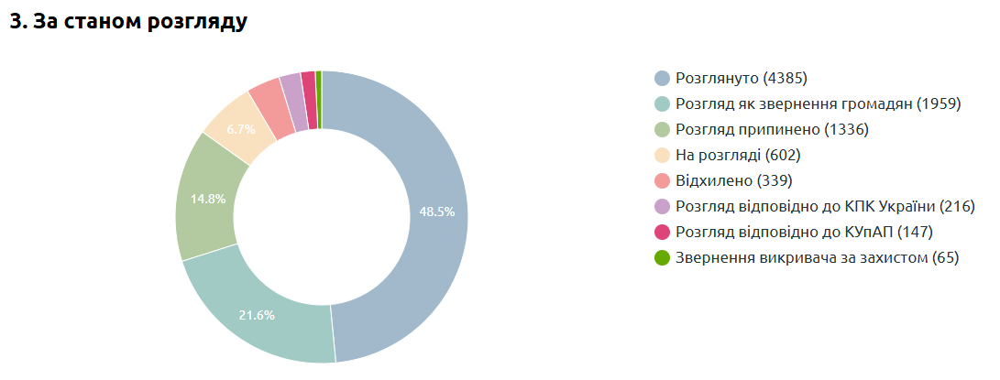 3. За станом розгляду
Розглянуто (4385)
Розгляд як звернення громадян (1959)
Розгляд припинено (1336)
На розгляді (602)
Відхилено (339)
Розгляд відповідно до КПК України (216)
Розгляд відповідно до КУпАП (147)
Звернення викривача за захистом (65)
6.7%
14.8%
48.5%
21.6%